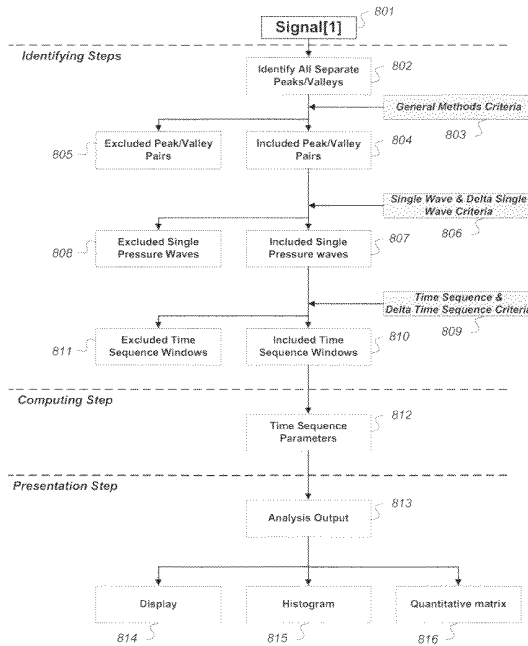 Signal[1]
801
Identifying Steps
Identify All Separate
Peaks/Valleys
802
General Methods Criteria
803
Excluded Peak/Valley
Pairs
805
Included Peak/Valley
Pairs
804
Single Wave & Delta Single
Wave Criteria
806
Excluded Single
Pressure Waves
808
Included Single
Pressure waves
807
Time Sequence &
Delta Time Sequence Criteria
809
Excluded Time
Sequence Windows
811
Included Time
Sequence Windows
810
Computing Step
Time Sequence
Parameters
812
Presentation Step
Analysis Output
813
Display
814
Histogram
815
Quantitative matrix
816